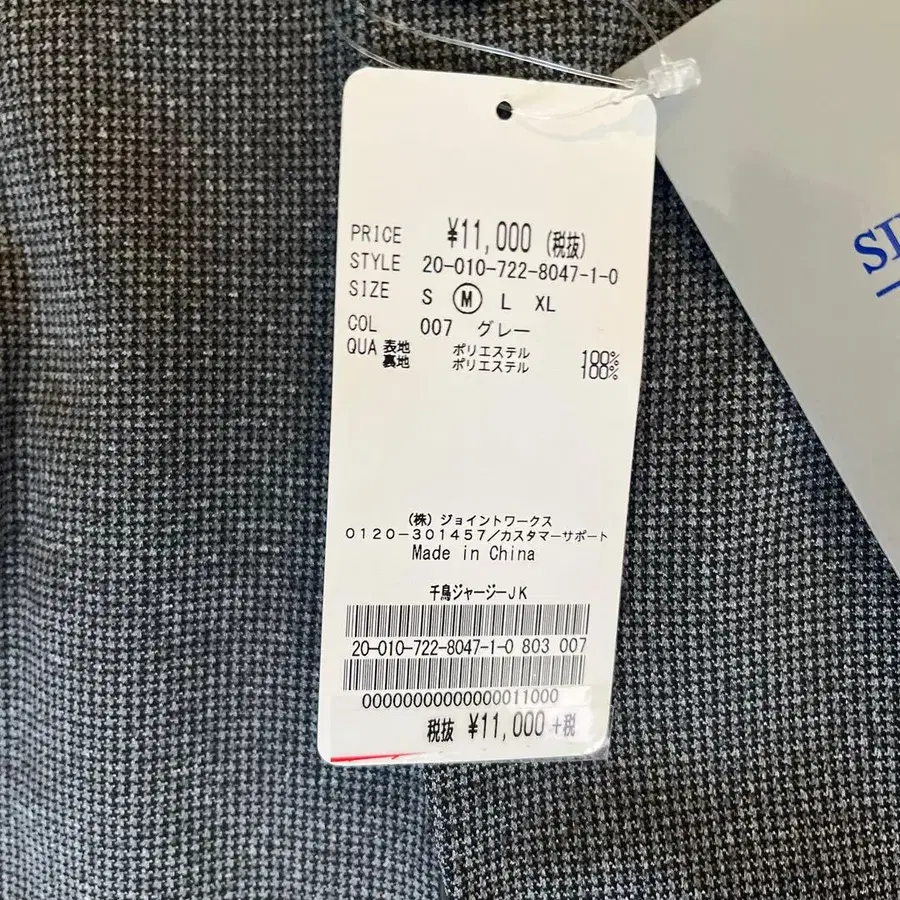 PRICE ¥11,000 (税抜)
STYLE 20-010-722-8047-1-0
SIZE S M L XL
COL 007 グレー
QUA 表地 ポリエステル 100%
裏地 ポリエステル 100%
(株)ジョイントワークス
0120-301457/カスタマーサポート
Made in China
千鳥ジャージーJK
20-010-722-8047-1-0 803 007
00000000000000011000
税抜 ¥11,000+税